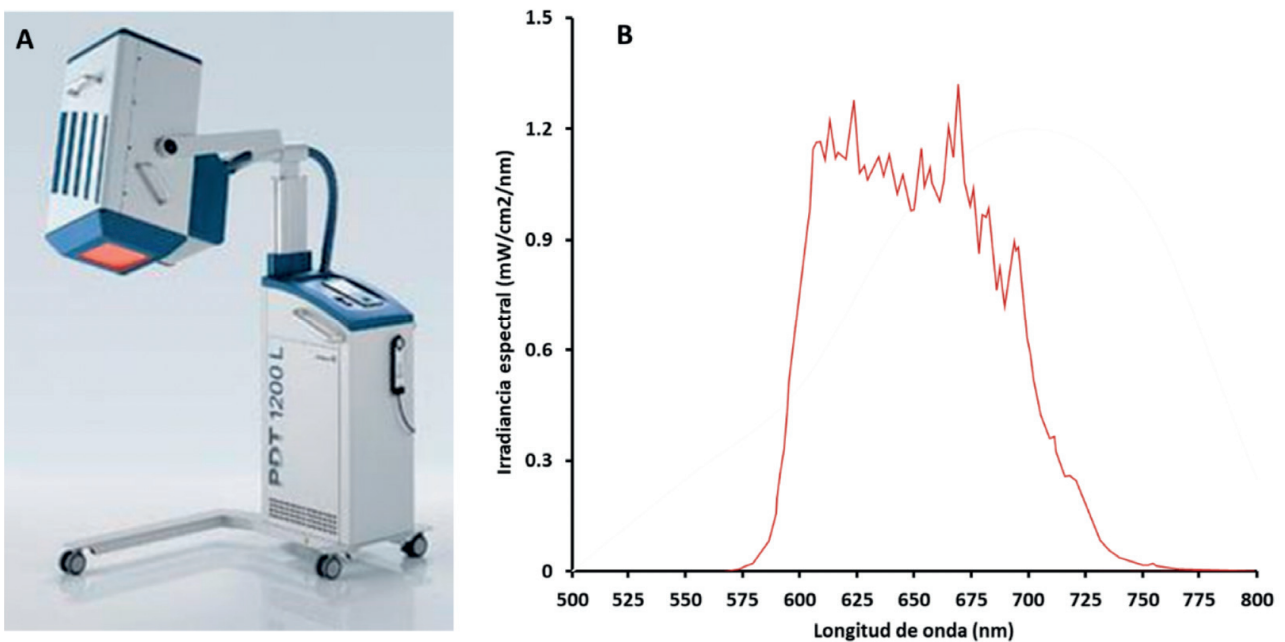 A
PDT 1200 L
B
Irradiancia espectral (mW/cm2/nm)
1.5
1.2
0.9
0.6
0.3
0
500 525 550 575 600 625 650 675 700 725 750 775 800
Longitud de onda (nm)